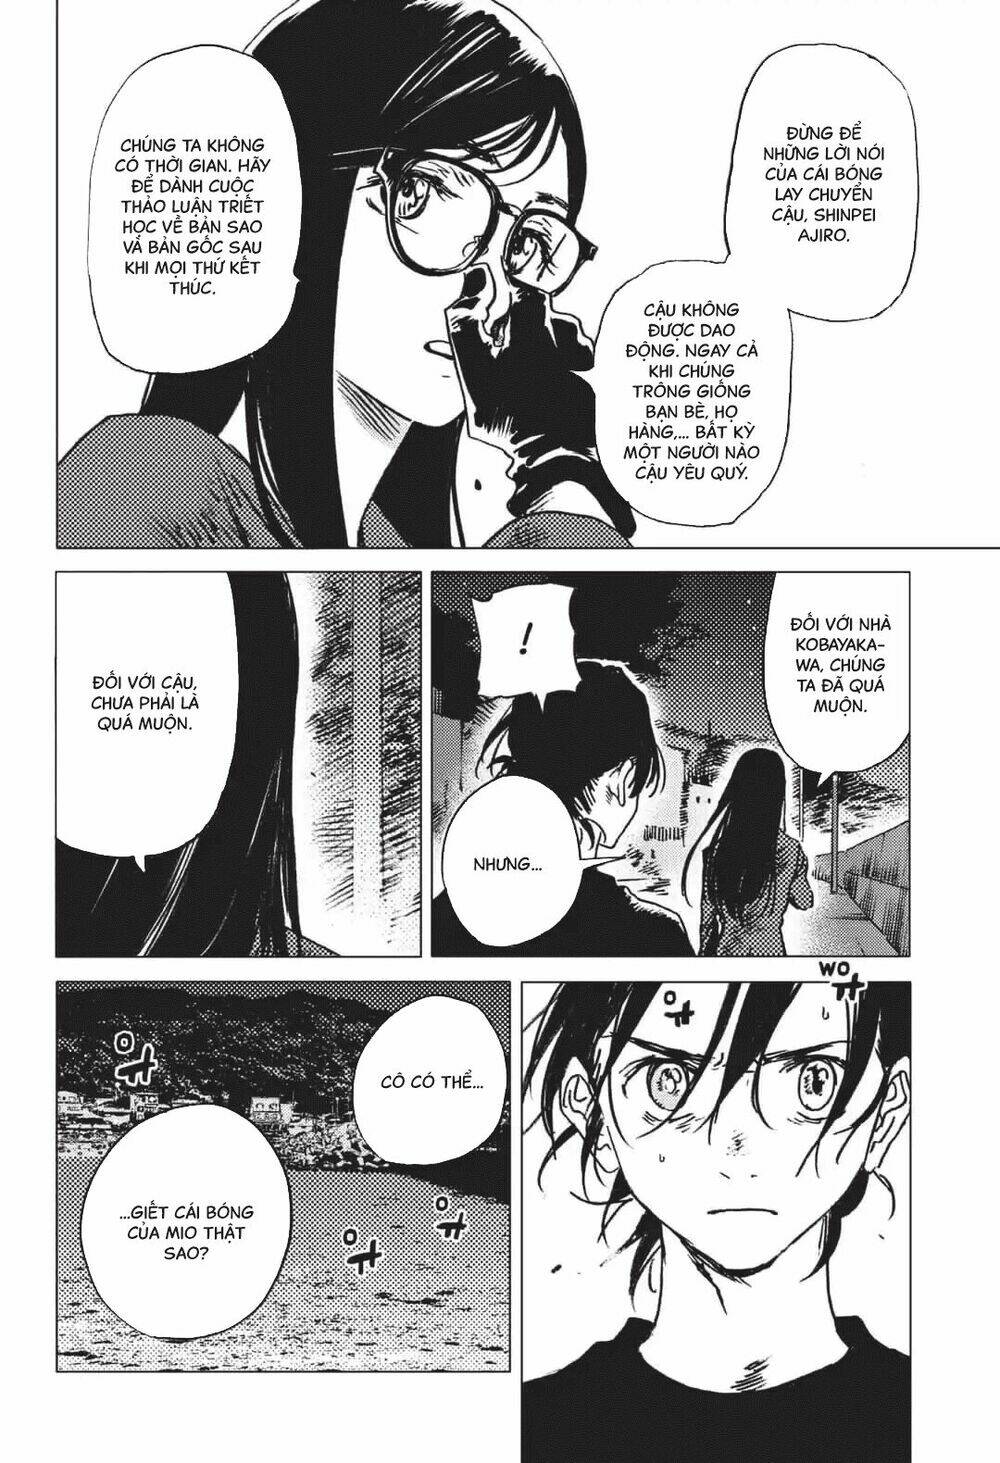 ĐỪNG ĐỂ
NHỮNG LỜI NÓI
CỦA CÁI BÓNG
LAY CHUYỂN
CẬU, SHINPEI
AJIRO.
CẬU KHÔNG
ĐƯỢC DAO
ĐỘNG. NGAY CẢ
KHI CHÚNG
TRÔNG GIỐNG
BẠN BÈ, HỌ
HÀNG,... BẤT KỲ
MỘT NGƯỜI NÀO
CẬU YÊU QUÝ.
CHÚNG TA KHÔNG
CÓ THỜI GIAN. HÃY
ĐỂ DÀNH CUỘC
THẢO LUẬN TRIẾT
HỌC VỀ BẢN SAO
VÀ BẢN GỐC SAU
KHI MỌI THỨ KẾT
THÚC.
ĐỐI VỚI NHÀ
KOBAYAKA-
WA, CHÚNG
TA ĐÃ QUÁ
MUỘN.
!
NHƯNG...
ĐỐI VỚI CẬU,
CHƯA PHẢI LÀ
QUÁ MUỘN.
WO
CÔ CÓ THỂ...
...GIẾT CÁI BÓNG
CỦA MIO THẬT
SAO?